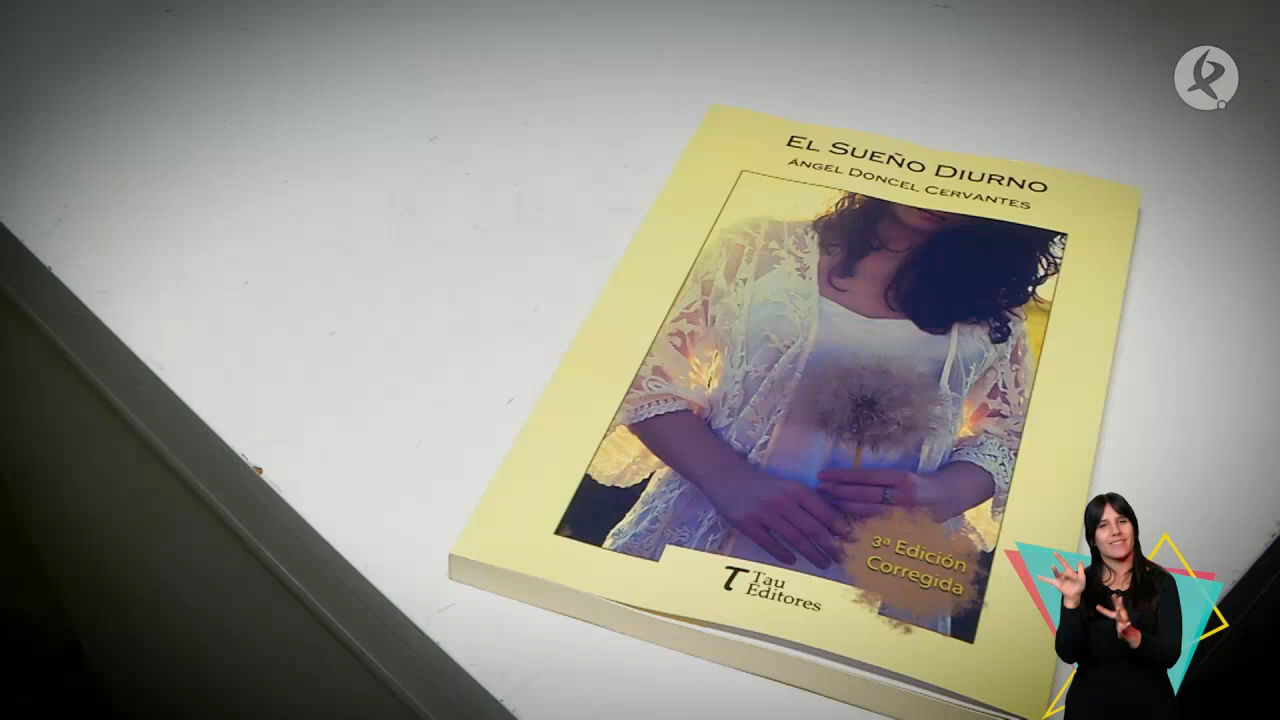 EL SUEÑO DIURNO
ÁNGEL DONCEL CERVANTES
3ª Edición
Corregida
Tau
Editores